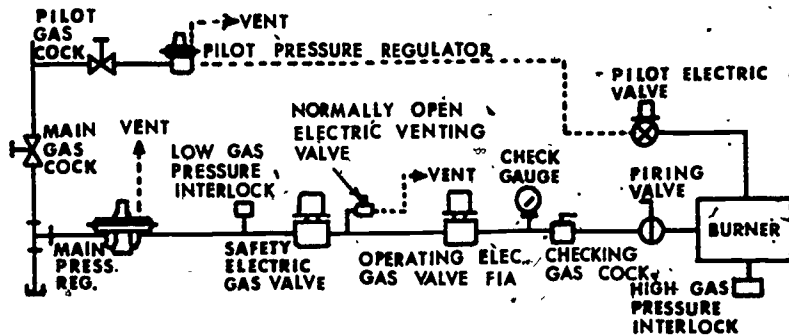 PILOT
GAS
COCK
VENT
PILOT PRESSURE REGULATOR
PILOT ELECTRIC
VALVE
MAIN
GAS
COCK
VENT
LOW GAS
PRESSURE
INTERLOCK
NORMALLY OPEN
ELECTRIC VENTING
VALVE
VENT
CHECK
GAUGE
FIRING
VALVE
BURNER
MAIN
PRESS.
REG.
SAFETY
ELECTRIC
GAS VALVE
OPERATING ELEC.
GAS VALVE FIA
CHECKING
GAS COCK
HIGH GAS
PRESSURE
INTERLOCK